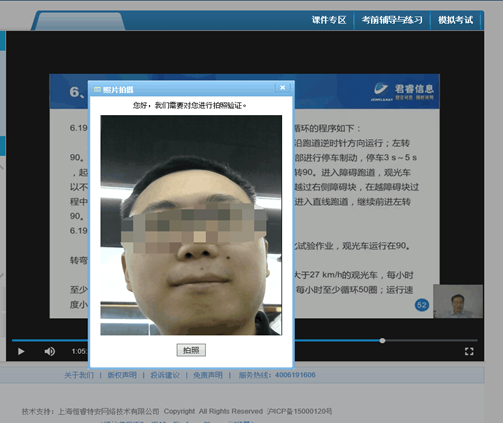 课件专区 考前辅导与练习 模拟考试
6、
君睿信息
照片拍摄
您好，我们需要对您进行拍照验证。
6.19
循环的程序如下：
沿跑道逆时针方向运行；左转
90。
部进行停车制动，停车3 s~5 s
，起
转90。进入障碍跑道，观光车
以不
越过右侧障碍块，在越障碍块过
程中
进入直线跑道，继续前进左转
90。
6.19
化试验作业，观光车运行在90。
转弯
大于27 km/h的观光车，每小时
至少
每小时至少循环50圈；运行速
度小
52
拍照
1:05:
关于我们 | 版权声明 | 投诉建议 | 免责声明 | 服务热线：4006191606
技术支持：上海恒睿特安网络技术有限公司 Copyright All Rights Reserved 沪ICP备15000120号